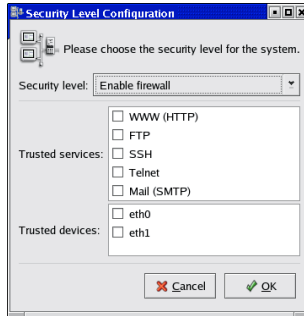 Security Level Configuration
Please choose the security level for the system.
Security level: Enable firewall
WWW (HTTP)
FTP
Trusted services: SSH
Telnet
Mail (SMTP)
eth0
Trusted devices: eth1
Cancel OK